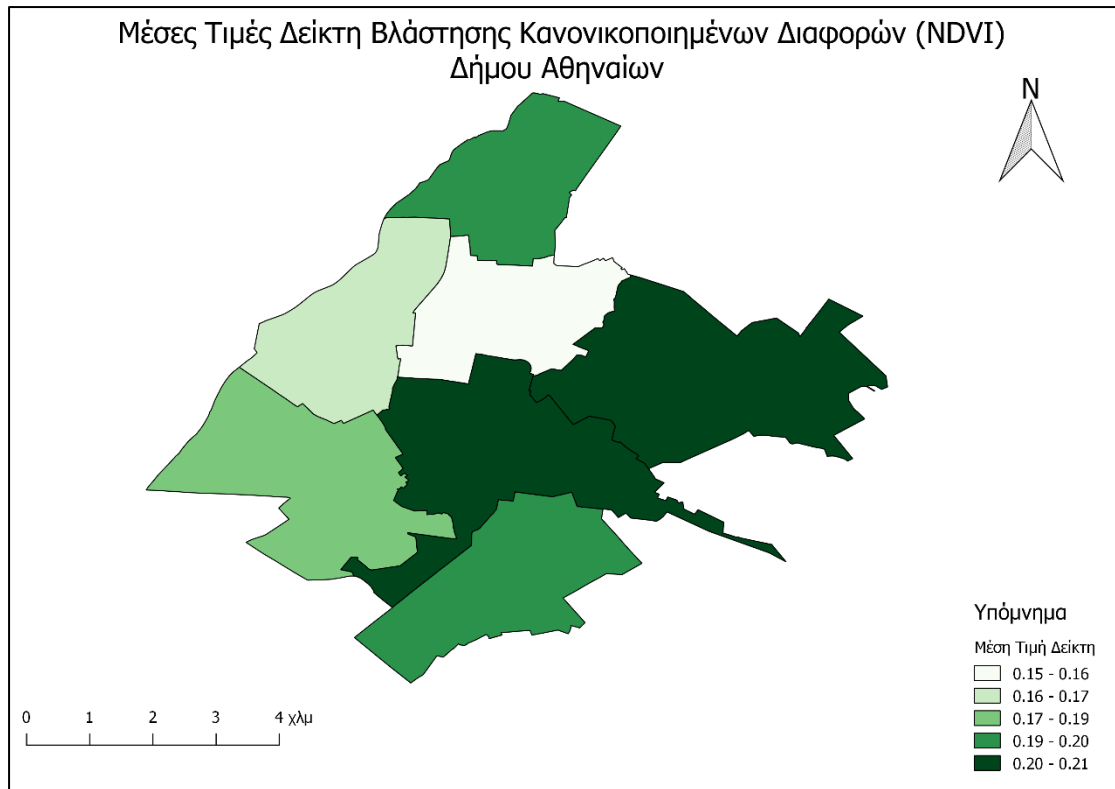 Μέσες Τιμές Δείκτη Βλάστησης Κανονικοποιημένων Διαφορών (NDVI)
Δήμου Αθηναίων
N
Υπόμνημα
Μέση Τιμή Δείκτη
0.15 - 0.16
0.16 - 0.17
0.17 - 0.19
0.19 - 0.20
0.20 - 0.21
0 1 2 3 4 χλμ